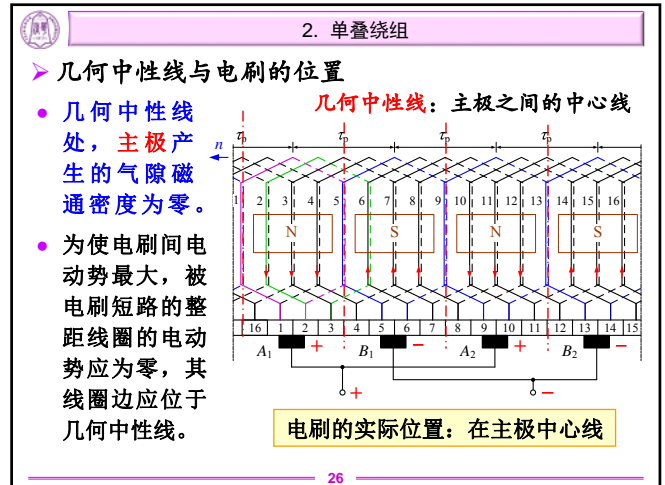 2. 单叠绕组
➢ 几何中性线与电刷的位置
• 几何中性线
处，主极产
生的气隙磁
通密度为零。
• 为使电刷间电
动势最大，被
电刷短路的整
距线圈的电动
势应为零，其
线圈边应位于
几何中性线。
几何中性线：主极之间的中心线
τp τp τp τp
n
1 2 3 4 5 6 7 8 9 10 11 12 13 14 15 16
N S N S
16 1 2 3 4 5 6 7 8 9 10 11 12 13 14 15
A1 + B1 − A2 + B2 −
+ −
电刷的实际位置：在主极中心线
26